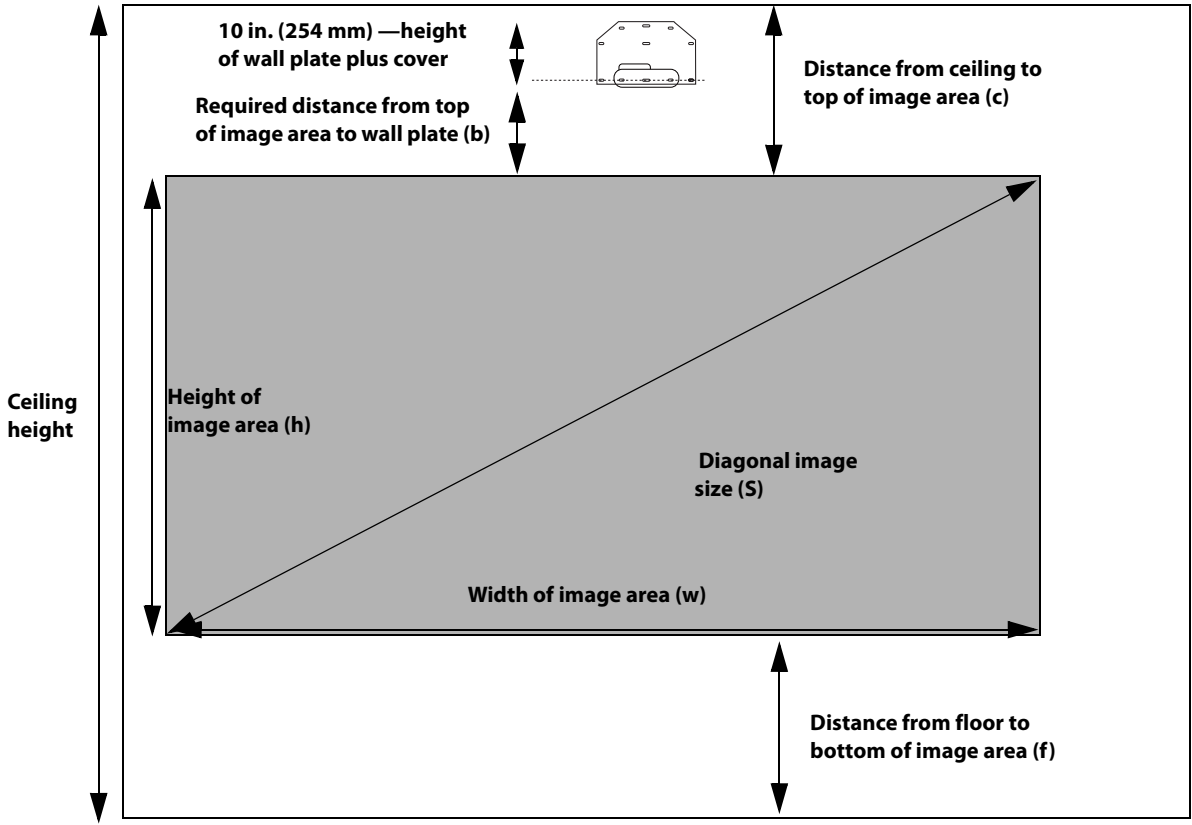 10 in. (254 mm) —height
of wall plate plus cover
Distance from ceiling to
top of image area (c)
Required distance from top
of image area to wall plate (b)
Ceiling
height
Height of
image area (h)
Diagonal image
size (S)
Width of image area (w)
Distance from floor to
bottom of image area (f)